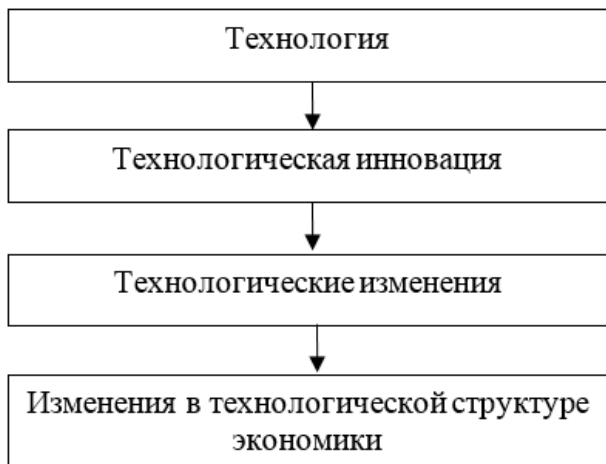 Технология
Технологическая инновация
Технологические изменения
Изменения в технологической структуре
экономики